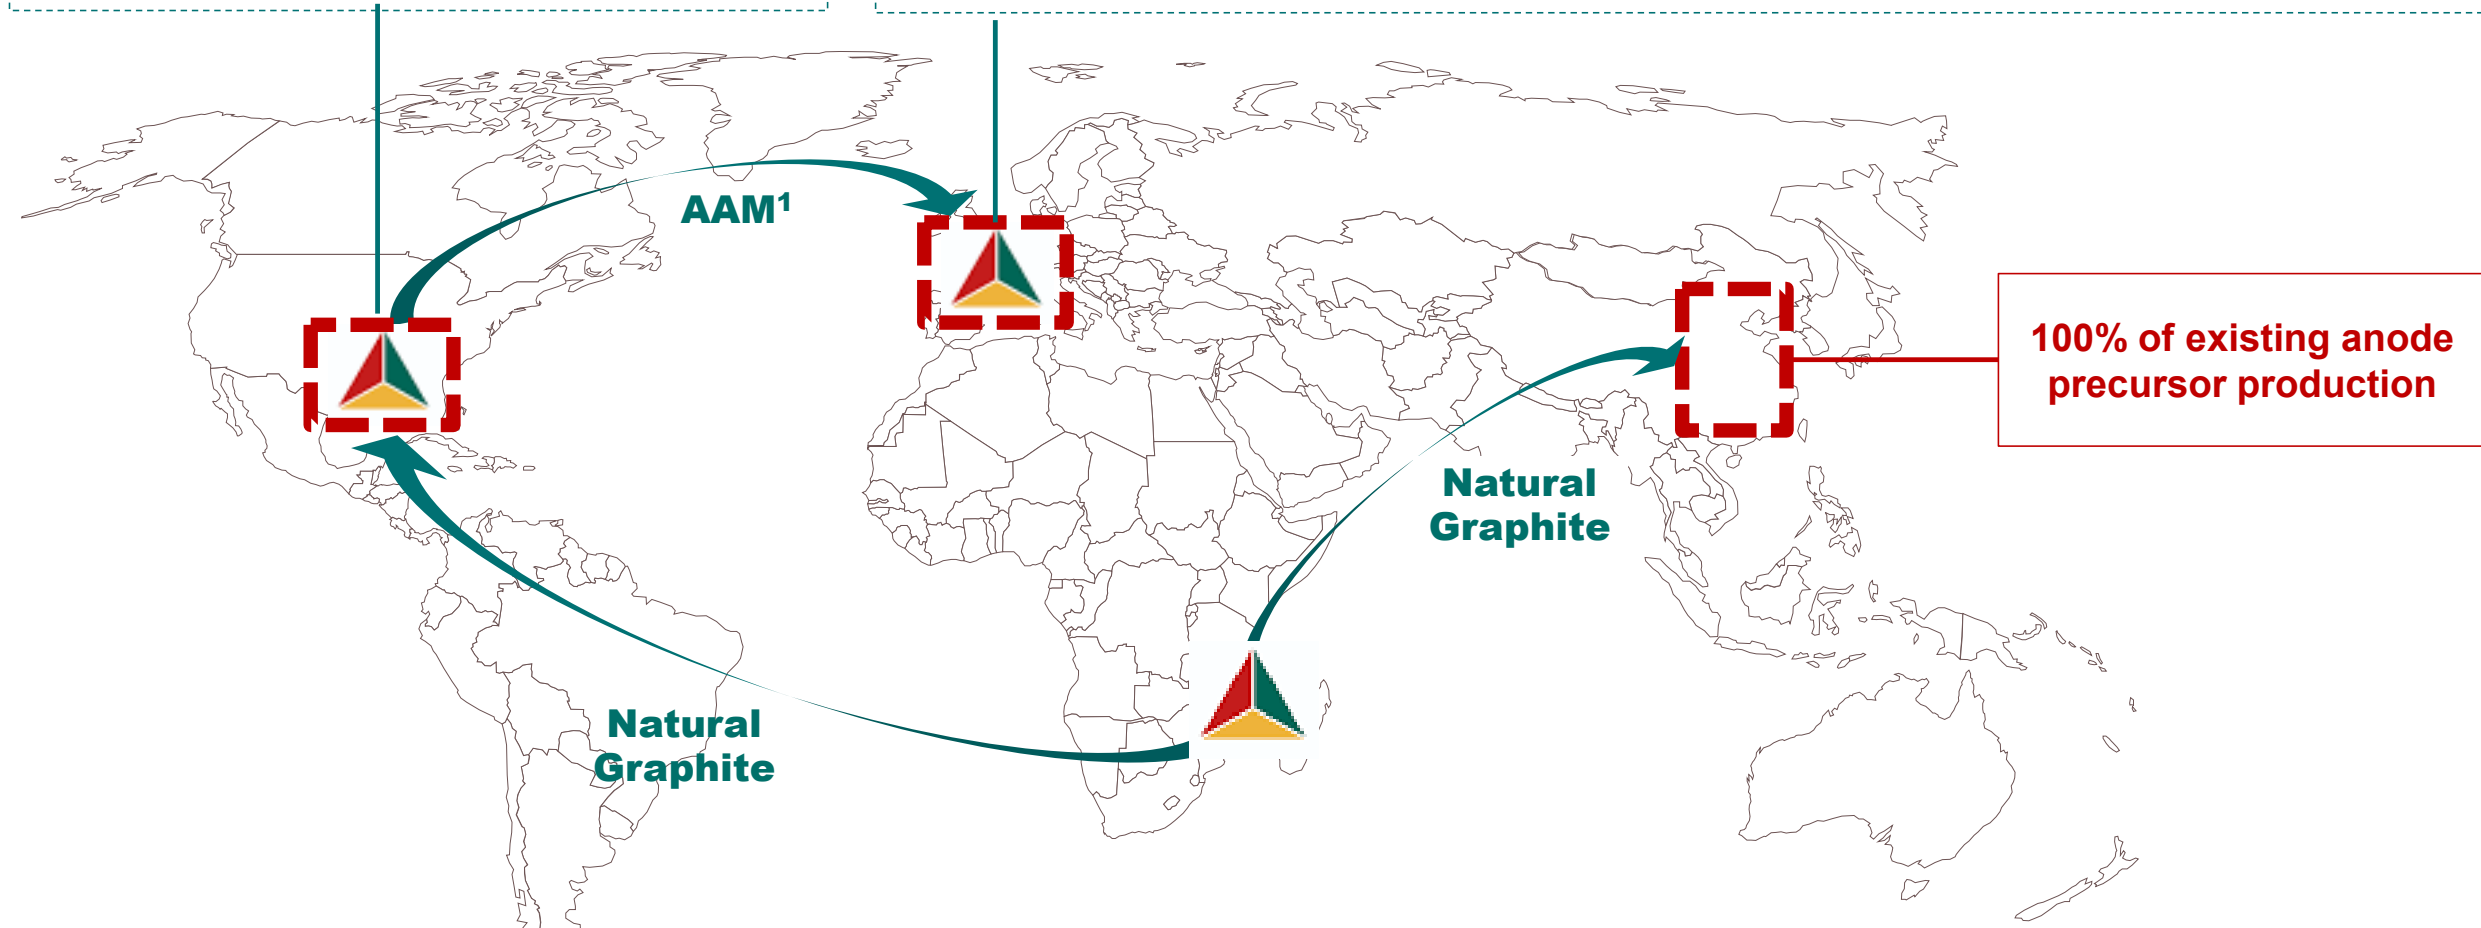 AAM¹
100% of existing anode
precursor production
Natural
Graphite
Natural
Graphite